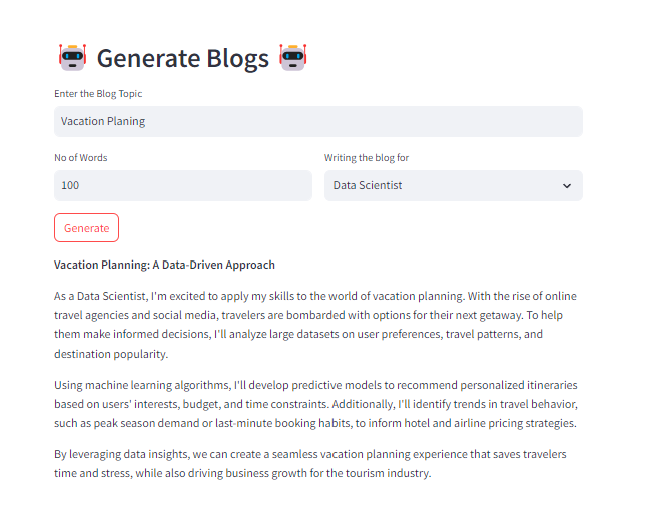 Generate Blogs
Enter the Blog Topic
Vacation Planing
No of Words
Writing the blog for
100
Data Scientist
Generate
Vacation Planning: A Data-Driven Approach
As a Data Scientist, I'm excited to apply my skills to the world of vacation planning. With the rise of online
travel agencies and social media, travelers are bombarded with options for their next getaway. To help
them make informed decisions, I'll analyze large datasets on user preferences, travel patterns, and
destination popularity.
Using machine learning algorithms, I'll develop predictive models to recommend personalized itineraries
based on users' interests, budget, and time constraints. Additionally, I'll identify trends in travel behavior,
such as peak season demand or last-minute booking habits, to inform hotel and airline pricing strategies.
By leveraging data insights, we can create a seamless vacation planning experience that saves travelers
time and stress, while also driving business growth for the tourism industry.